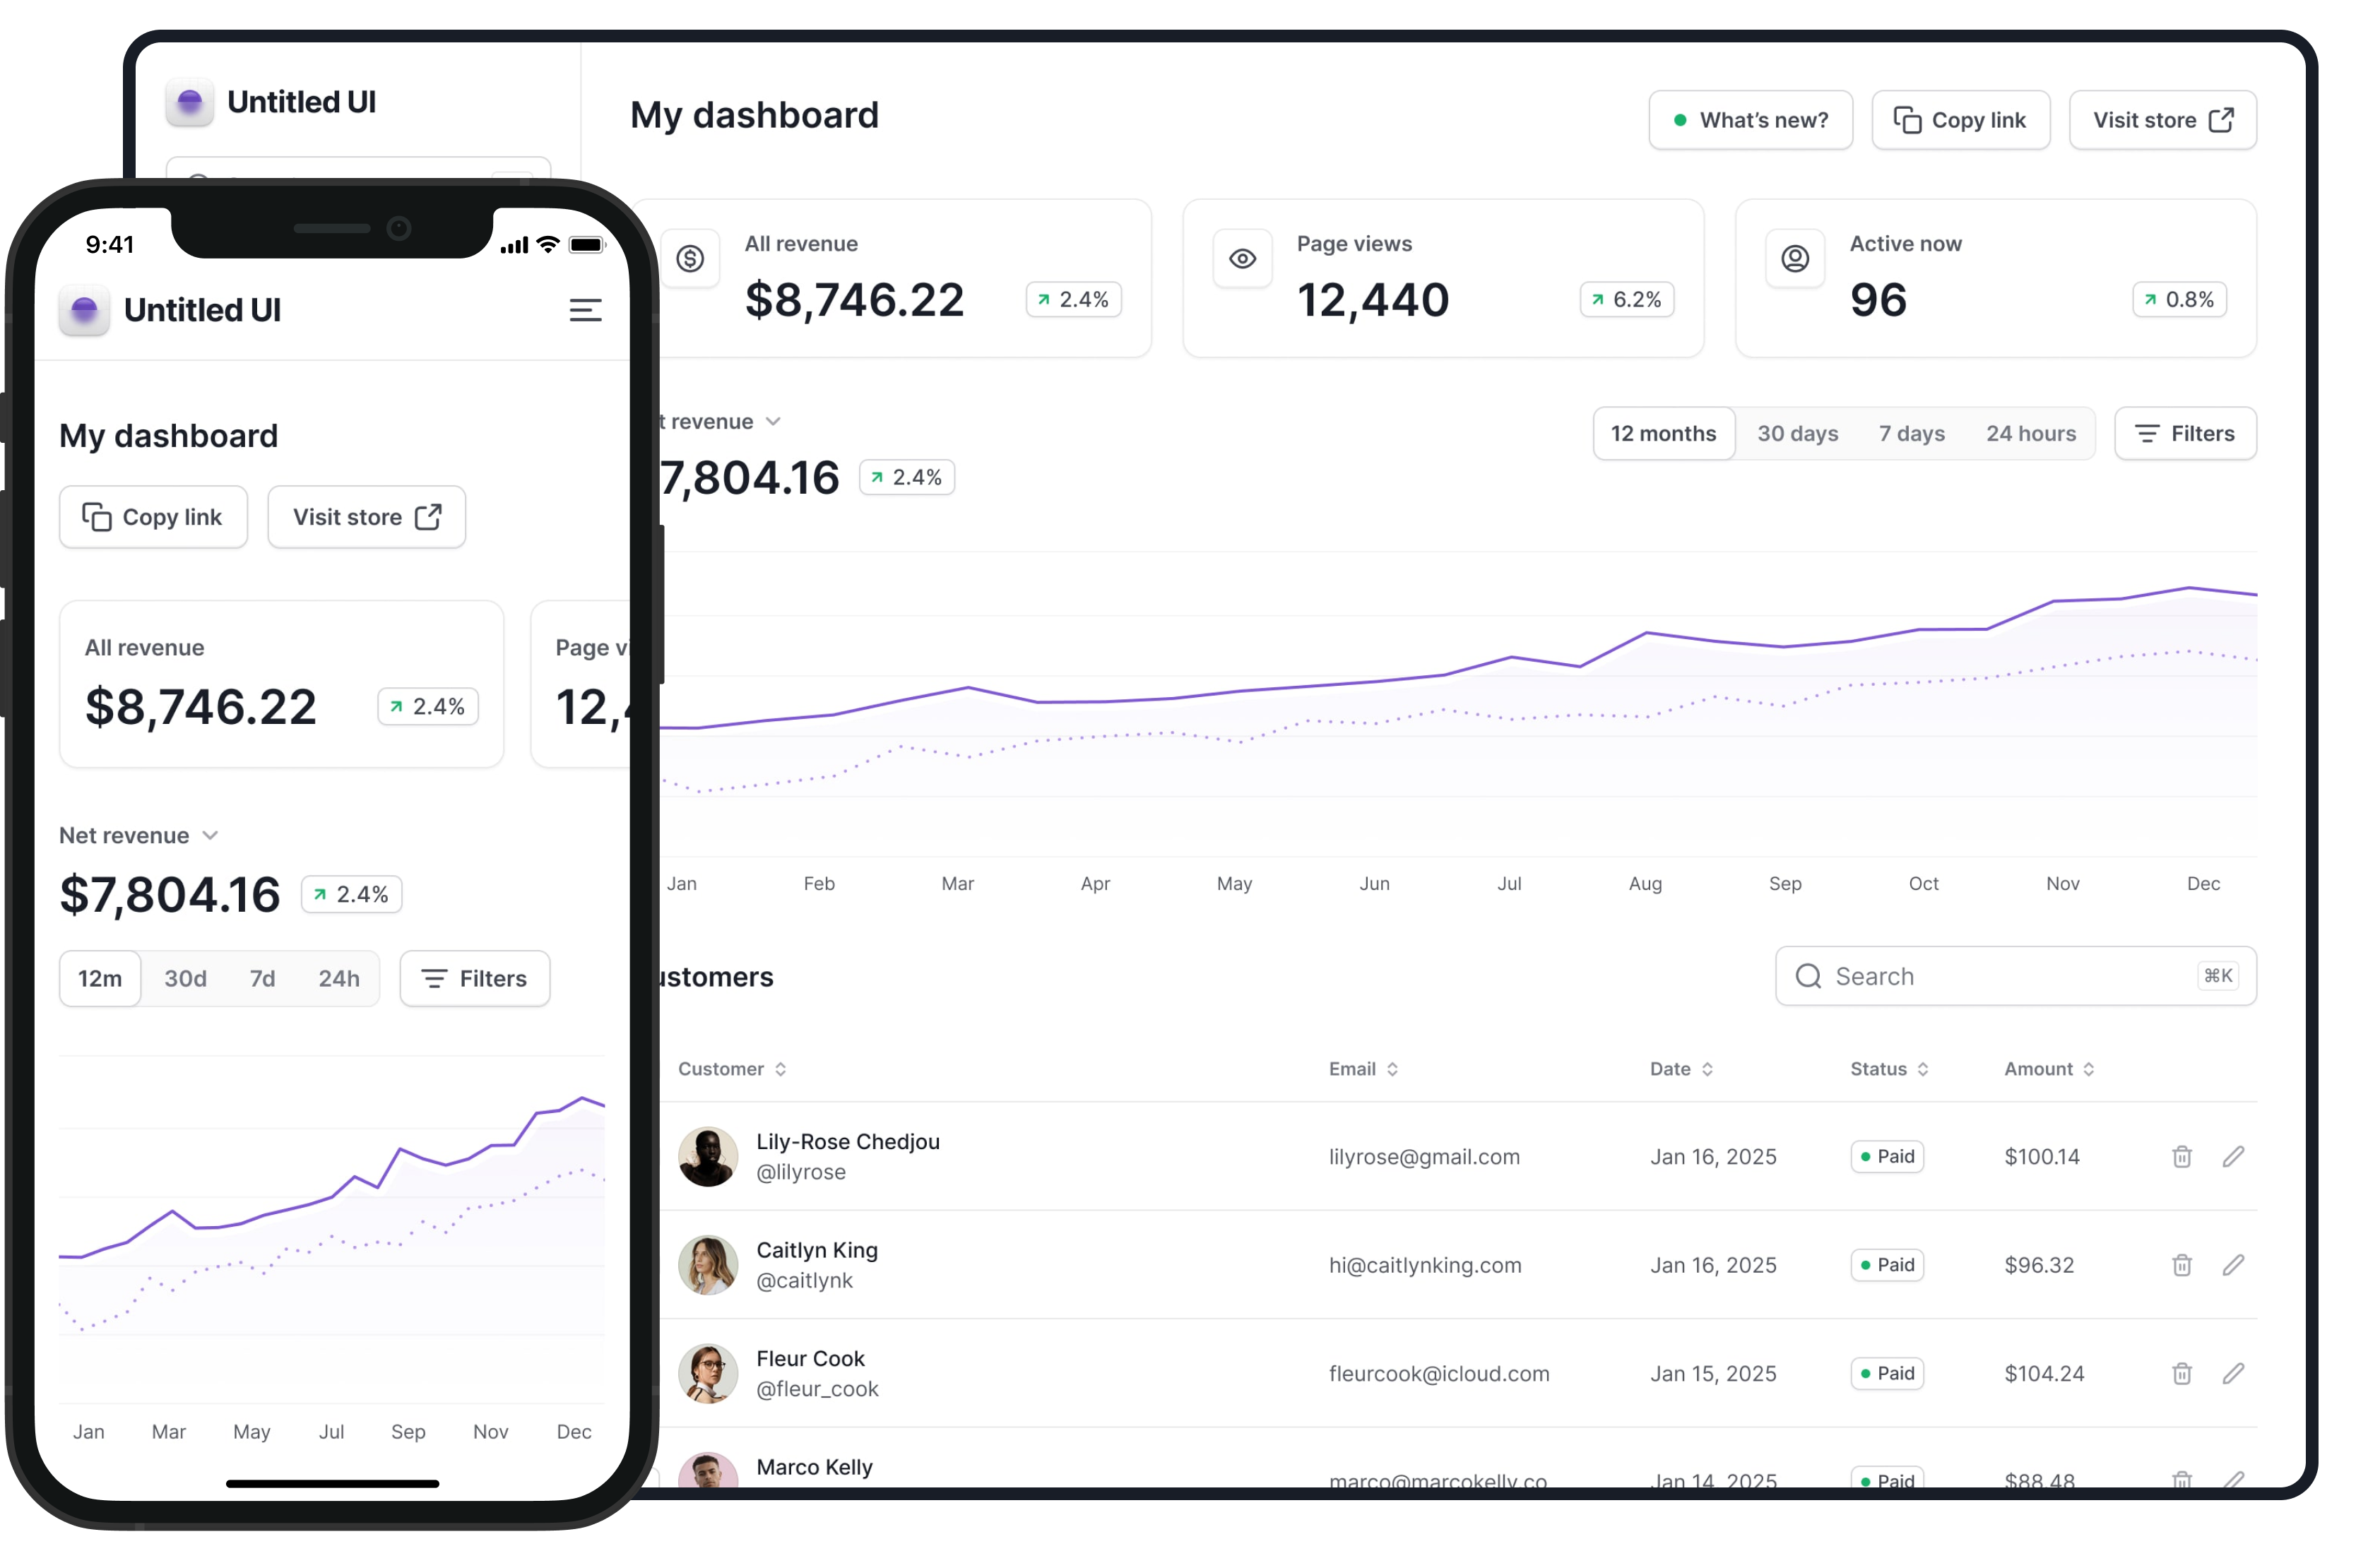 Untitled UI
My dashboard
What’s new?
Copy link
Visit store
All revenue
$8,746.22
2.4%
Page views
12,440
6.2%
Active now
96
0.8%
revenue
7,804.16
2.4%
12 months
30 days
7 days
24 hours
Filters
Jan Feb Mar Apr May Jun Jul Aug Sep Oct Nov Dec
ustomers
Search
⌘K
Customer Email Date Status Amount
Lily-Rose Chedjou
@lilyrose
lilyrose@gmail.com
Jan 16, 2025
Paid
$100.14
Caitlyn King
@caitlynk
hi@caitlynking.com
Jan 16, 2025
Paid
$96.32
Fleur Cook
@fleur_cook
fleurcook@icloud.com
Jan 15, 2025
Paid
$104.24
Marco Kelly
marco@marcokelly.co
Jan 14, 2025
Paid
$88.48
9:41
Untitled UI
My dashboard
Copy link
Visit store
All revenue
$8,746.22
2.4%
Page vi
12,4
Net revenue
$7,804.16
2.4%
12m
30d
7d
24h
Filters
Jan Mar May Jul Sep Nov Dec